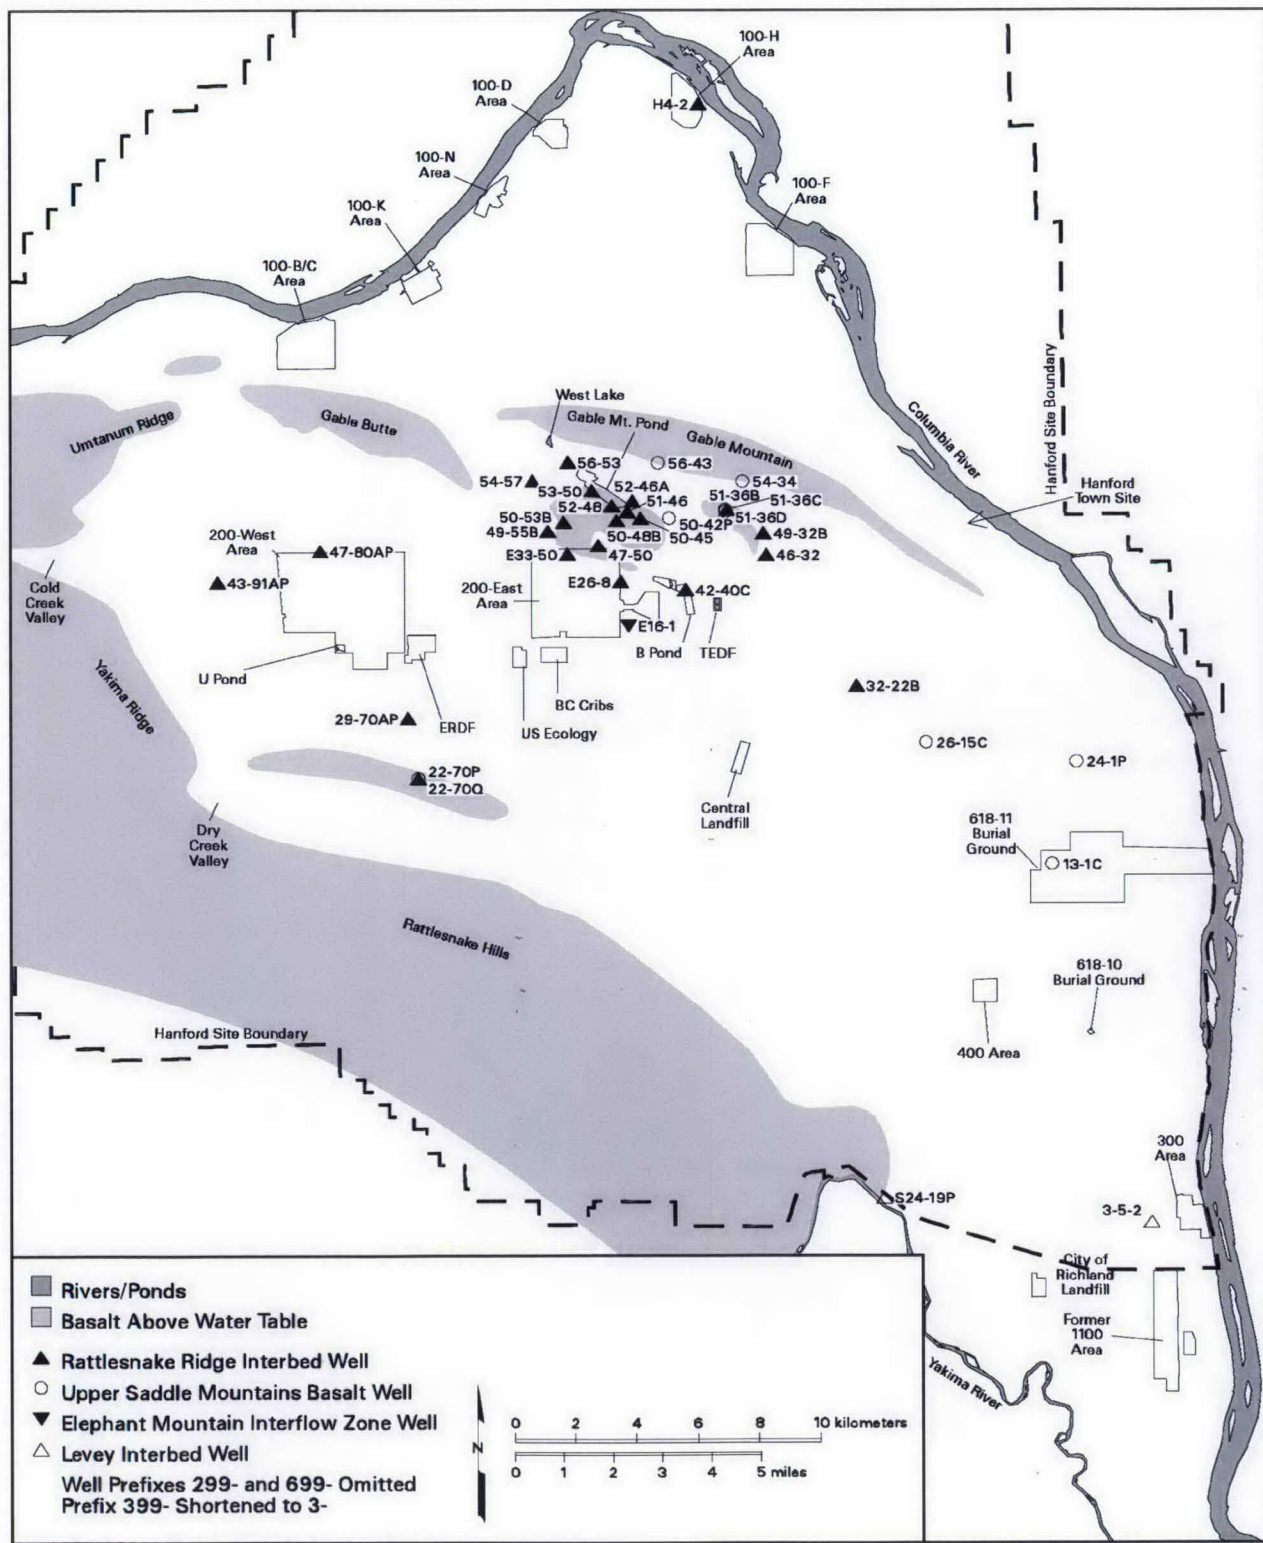 100-H
Area
100-D
Area
H4-2
100-N
Area
100-F
Area
100-K
Area
100-B/C
Area
Hanford Site Boundary
Columbia River
West Lake
Gable Mt. Pond
Gable Butte
Umtanum Ridge
Gable Mountain
56-53
56-43
54-57
54-34
Hanford
Town Site
53-50
52-46A
51-46
51-36B
51-36C
52-48
50-53B
50-42P
51-36D
49-55B
50-48B
50-45
49-32B
200-West
Area
47-80AP
E33-50
47-50
46-32
43-91AP
200-East
Area
E26-8
42-40C
Cold
Creek
Valley
E16-1
B Pond
TEDF
U Pond
Yakima Ridge
32-22B
BC Cribs
29-70AP
ERDF
US Ecology
26-15C
24-1P
22-70P
22-70Q
Central
Landfill
618-11
Burial
Ground
Dry
Creek
Valley
13-1C
Rattlesnake Hills
618-10
Burial Ground
Hanford Site Boundary
400 Area
300
Area
S24-19P
3-5-2
City of
Richland
Landfill
Former
1100
Area
Yakima River
Rivers/Ponds
Basalt Above Water Table
Rattlesnake Ridge Interbed Well
Upper Saddle Mountains Basalt Well
Elephant Mountain Interflow Zone Well
Levey Interbed Well
Well Prefixes 299- and 699- Omitted
Prefix 399- Shortened to 3-
N
0 2 4 6 8 10 kilometers
0 1 2 3 4 5 miles